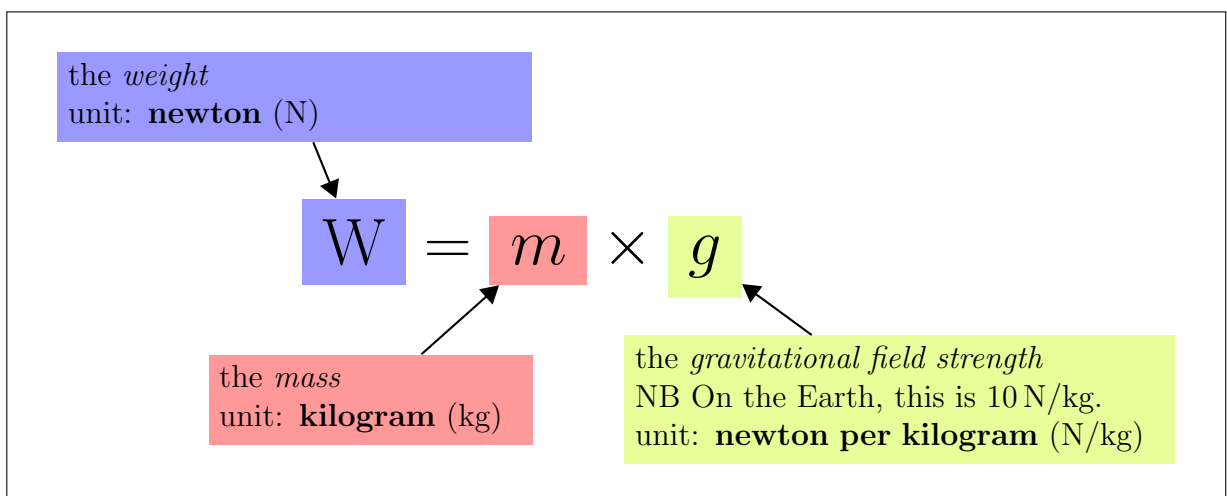 the weight
unit: newton (N)
W = m × g
the mass
unit: kilogram (kg)
the gravitational field strength
NB On the Earth, this is 10 N/kg.
unit: newton per kilogram (N/kg)